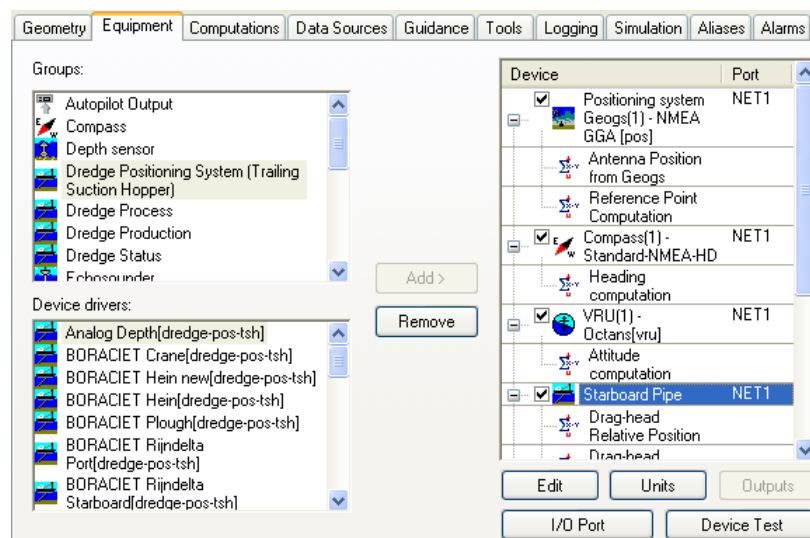 Geometry Equipment Computations Data Sources Guidance Tools Logging Simulation Aliases Alarms
Groups:
Autopilot Output
Compass
Depth sensor
Dredge Positioning System (Trailing
Suction Hopper)
Dredge Process
Dredge Production
Dredge Status
Echosounder
Device drivers:
Analog Depth[dredge-pos-tsh]
BORACIET Crane[dredge-pos-tsh]
BORACIET Hein new[dredge-pos-tsh]
BORACIET Hein[dredge-pos-tsh]
BORACIET Plough[dredge-pos-tsh]
BORACIET Rijndelta
Port[dredge-pos-tsh]
BORACIET Rijndelta
Starboard[dredge-pos-tsh]
Add >
Remove
Device Port
Positioning system NET1
Geogs(1) - NMEA
GGA [pos]
Antenna Position
from Geogs
Reference Point
Computation
Compass(1) - NET1
Standard-NMEA-HD
Heading
computation
VRU(1) - NET1
Octans[vru]
Attitude
computation
Starboard Pipe NET1
Drag-head
Relative Position
Drag-head
Edit Units Outputs
I/O Port Device Test